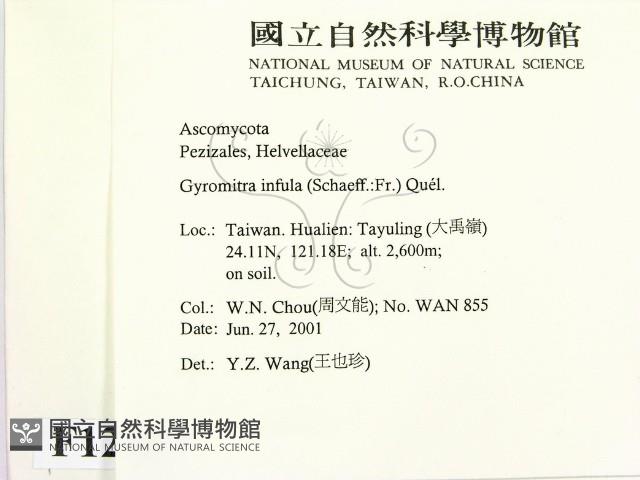 國立自然科學博物館
NATIONAL MUSEUM OF NATURAL SCIENCE
TAICHUNG, TAIWAN, R.O.CHINA
Ascomycota
Pezizales, Helvellaceae
Gyromitra infula (Schaeff.:Fr.) Quél.
Loc.: Taiwan. Hualien: Tayuling (大禹嶺)
24.11N, 121.18E; alt. 2,600m;
on soil.
Col.: W.N. Chou(周文能); No. WAN 855
Date: Jun. 27, 2001
Det.: Y.Z. Wang(王也珍)
國立自然科學博物館
NATIONAL MUSEUM OF NATURAL SCIENCE